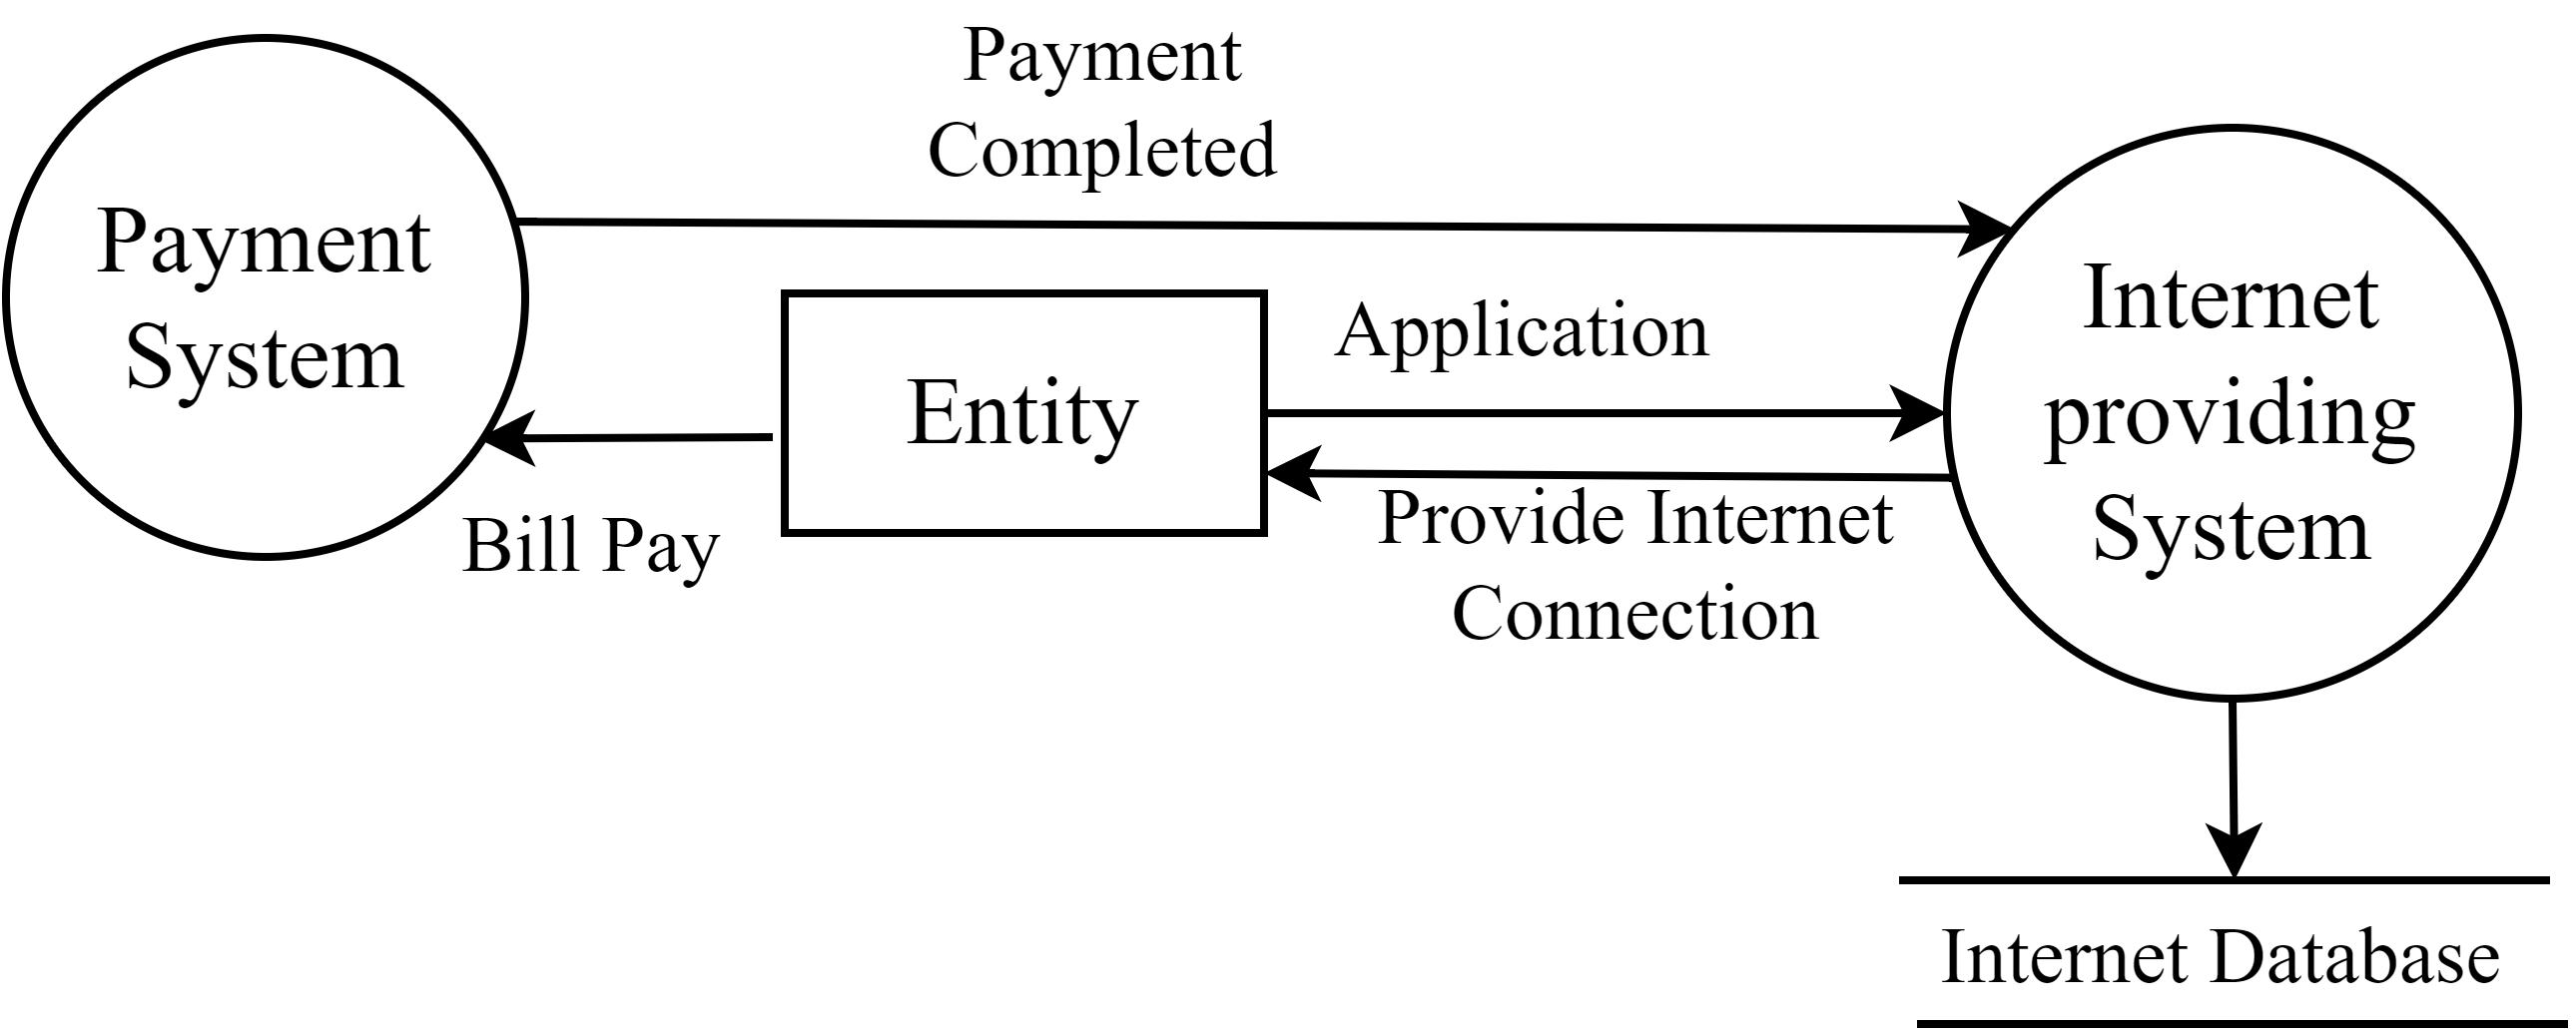 Payment
Completed
Payment
System
Entity
Application
Internet
providing
System
Bill Pay
Provide Internet
Connection
Internet Database